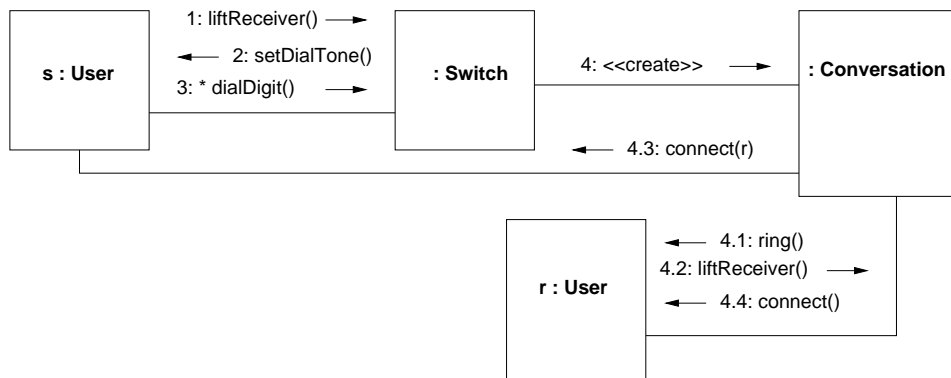 1: liftReceiver()
2: setDialTone()
s : User
: Switch
4: <<create>>
: Conversation
3: * dialDigit()
4.3: connect(r)
4.1: ring()
4.2: liftReceiver()
r : User
4.4: connect()